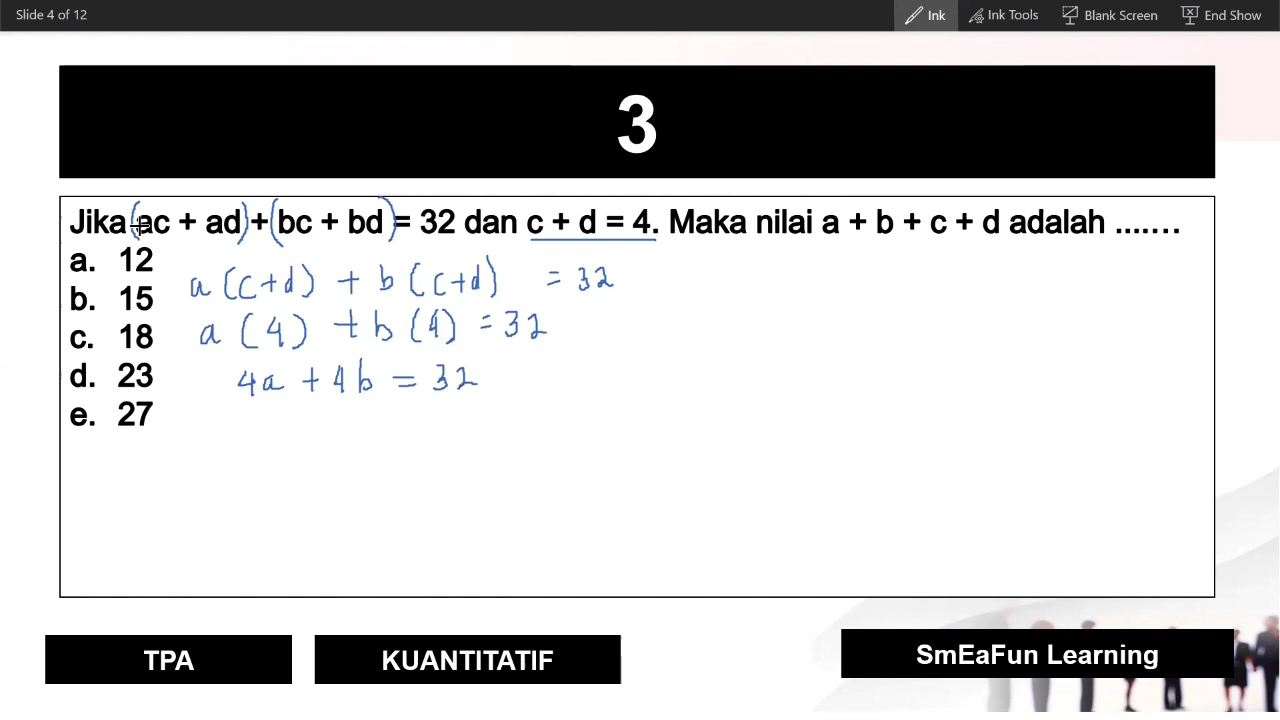 Slide 4 of 12
Ink
Ink Tools
Blank Screen
End Show
3
Jika (ac + ad) + (bc + bd) = 32 dan c + d = 4. Maka nilai a + b + c + d adalah .......
a. 12
b. 15
c. 18
d. 23
e. 27
a (c+d) + b (c+d) = 32
a (4) + b (4) = 32
4a + 4b = 32
TPA
KUANTITATIF
SmEaFun Learning